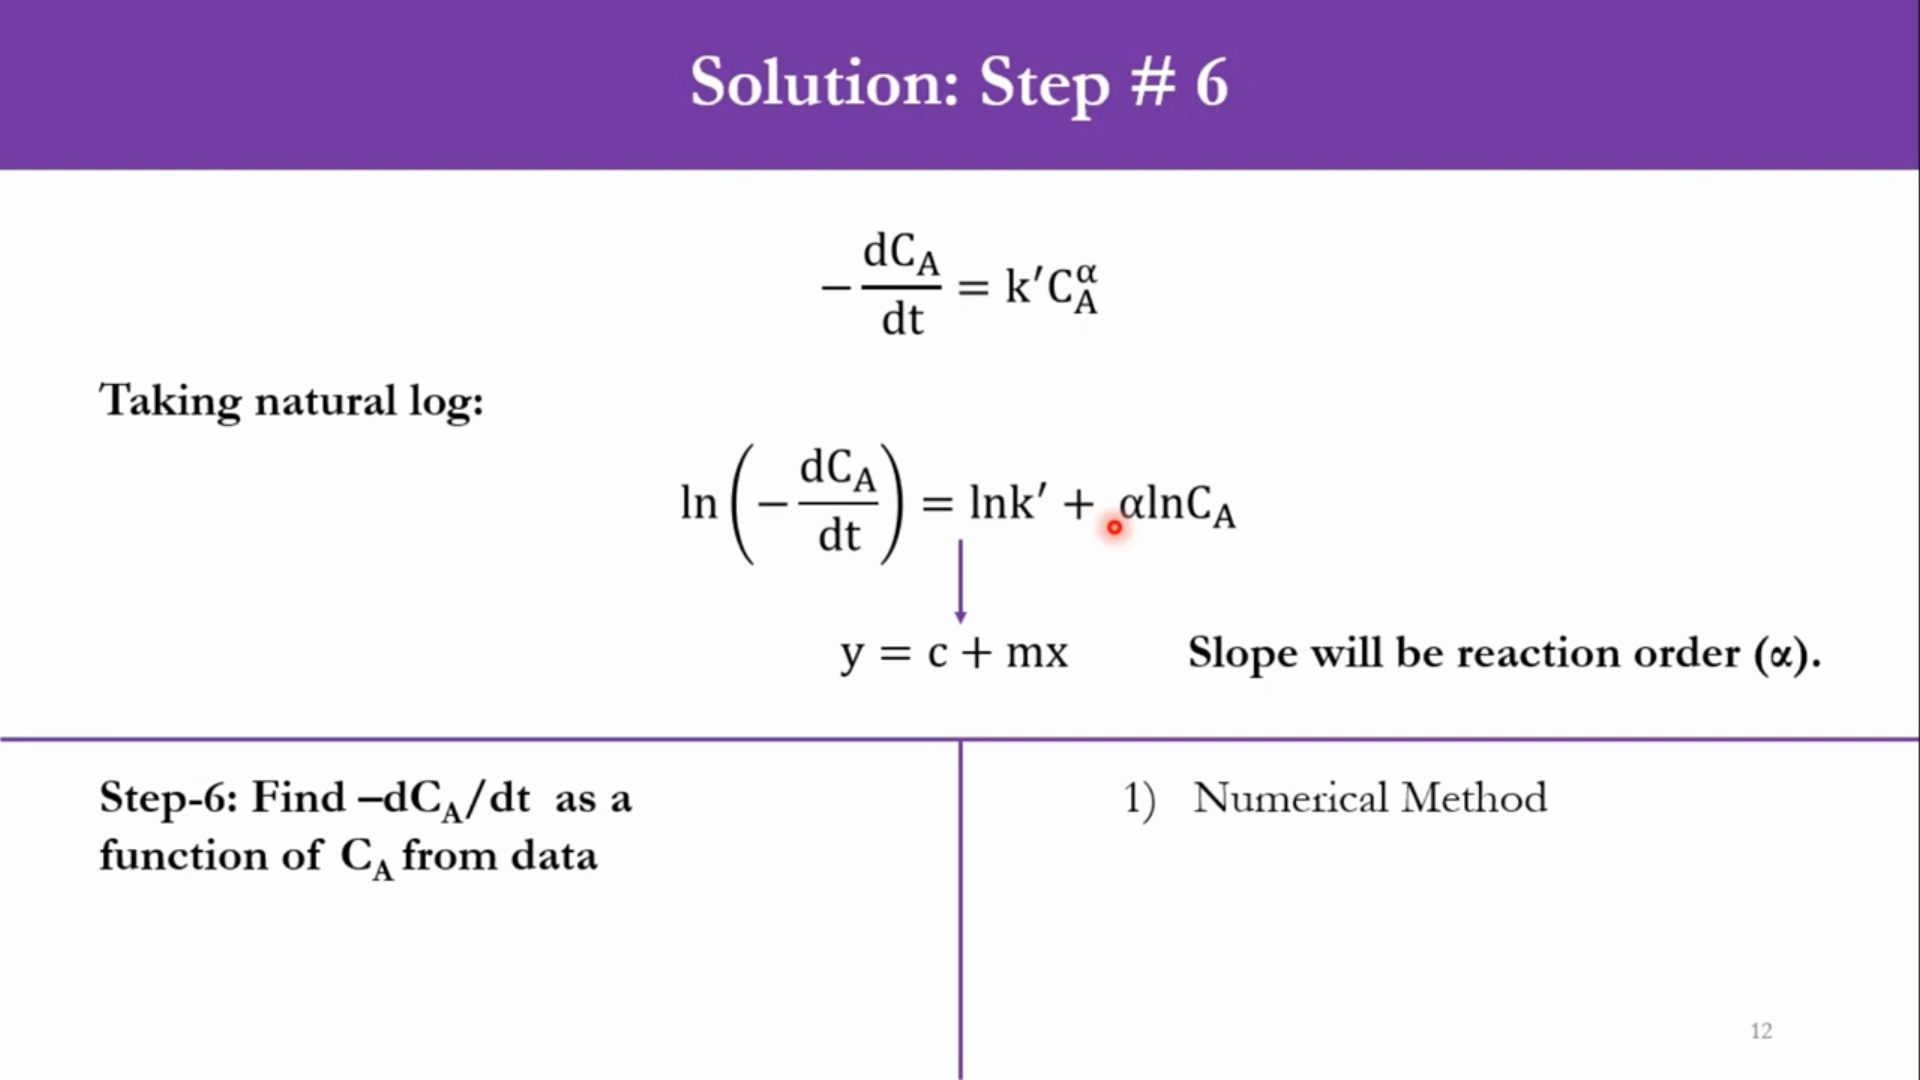 Solution: Step # 6
− dC_A/dt = k′C_A^α
Taking natural log:
ln(− dC_A/dt) = lnk′ + αlnC_A
y = c + mx
Slope will be reaction order (α).
Step-6: Find –dC_A/dt as a
function of C_A from data
1) Numerical Method
12